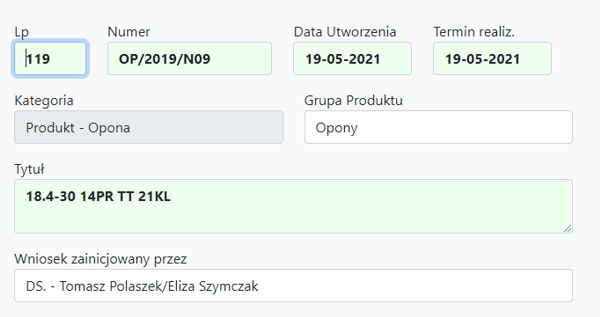 Lp Numer Data Utworzenia Termin realiz.
119 OP/2019/N09 19-05-2021 19-05-2021
Kategoria Grupa Produktu
Produkt - Opona Opony
Tytuł
18.4-30 14PR TT 21KL
Wniosek zainicjowany przez
DS. - Tomasz Polaszek/Eliza Szymczak